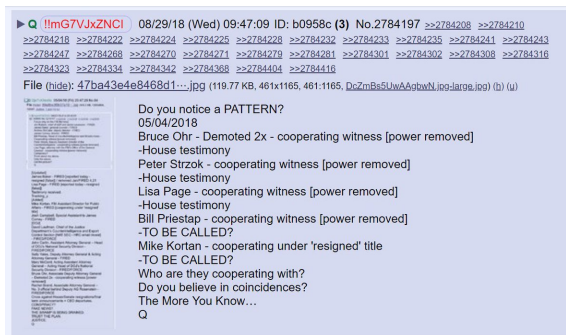 Q !!mG7VJxZNCI 08/29/18 (Wed) 09:47:09 ID: b0958c (3) No.2784197 >>2784208 >>2784210
>>2784218 >>2784222 >>2784224 >>2784225 >>2784228 >>2784232 >>2784233 >>2784235 >>2784241 >>2784243
>>2784247 >>2784268 >>2784270 >>2784271 >>2784279 >>2784281 >>2784301 >>2784302 >>2784308 >>2784316
>>2784323 >>2784334 >>2784342 >>2784368 >>2784404 >>2784416
File (hide): 47ba43e4e8468d1⋯.jpg (119.77 KB, 461x1165, 461:1165, DcZmBs5UwAAgbwN.jpg-large.jpg) (h) (u)
Do you notice a PATTERN?
05/04/2018
Bruce Ohr - Demoted 2x - cooperating witness [power removed]
-House testimony
Peter Strzok - cooperating witness [power removed]
-House testimony
Lisa Page - cooperating witness [power removed]
-House testimony
Bill Priestap - cooperating witness [power removed]
-TO BE CALLED?
Mike Kortan - cooperating under 'resigned' title
-TO BE CALLED?
Who are they cooperating with?
Do you believe in coincidences?
The More You Know…
Q